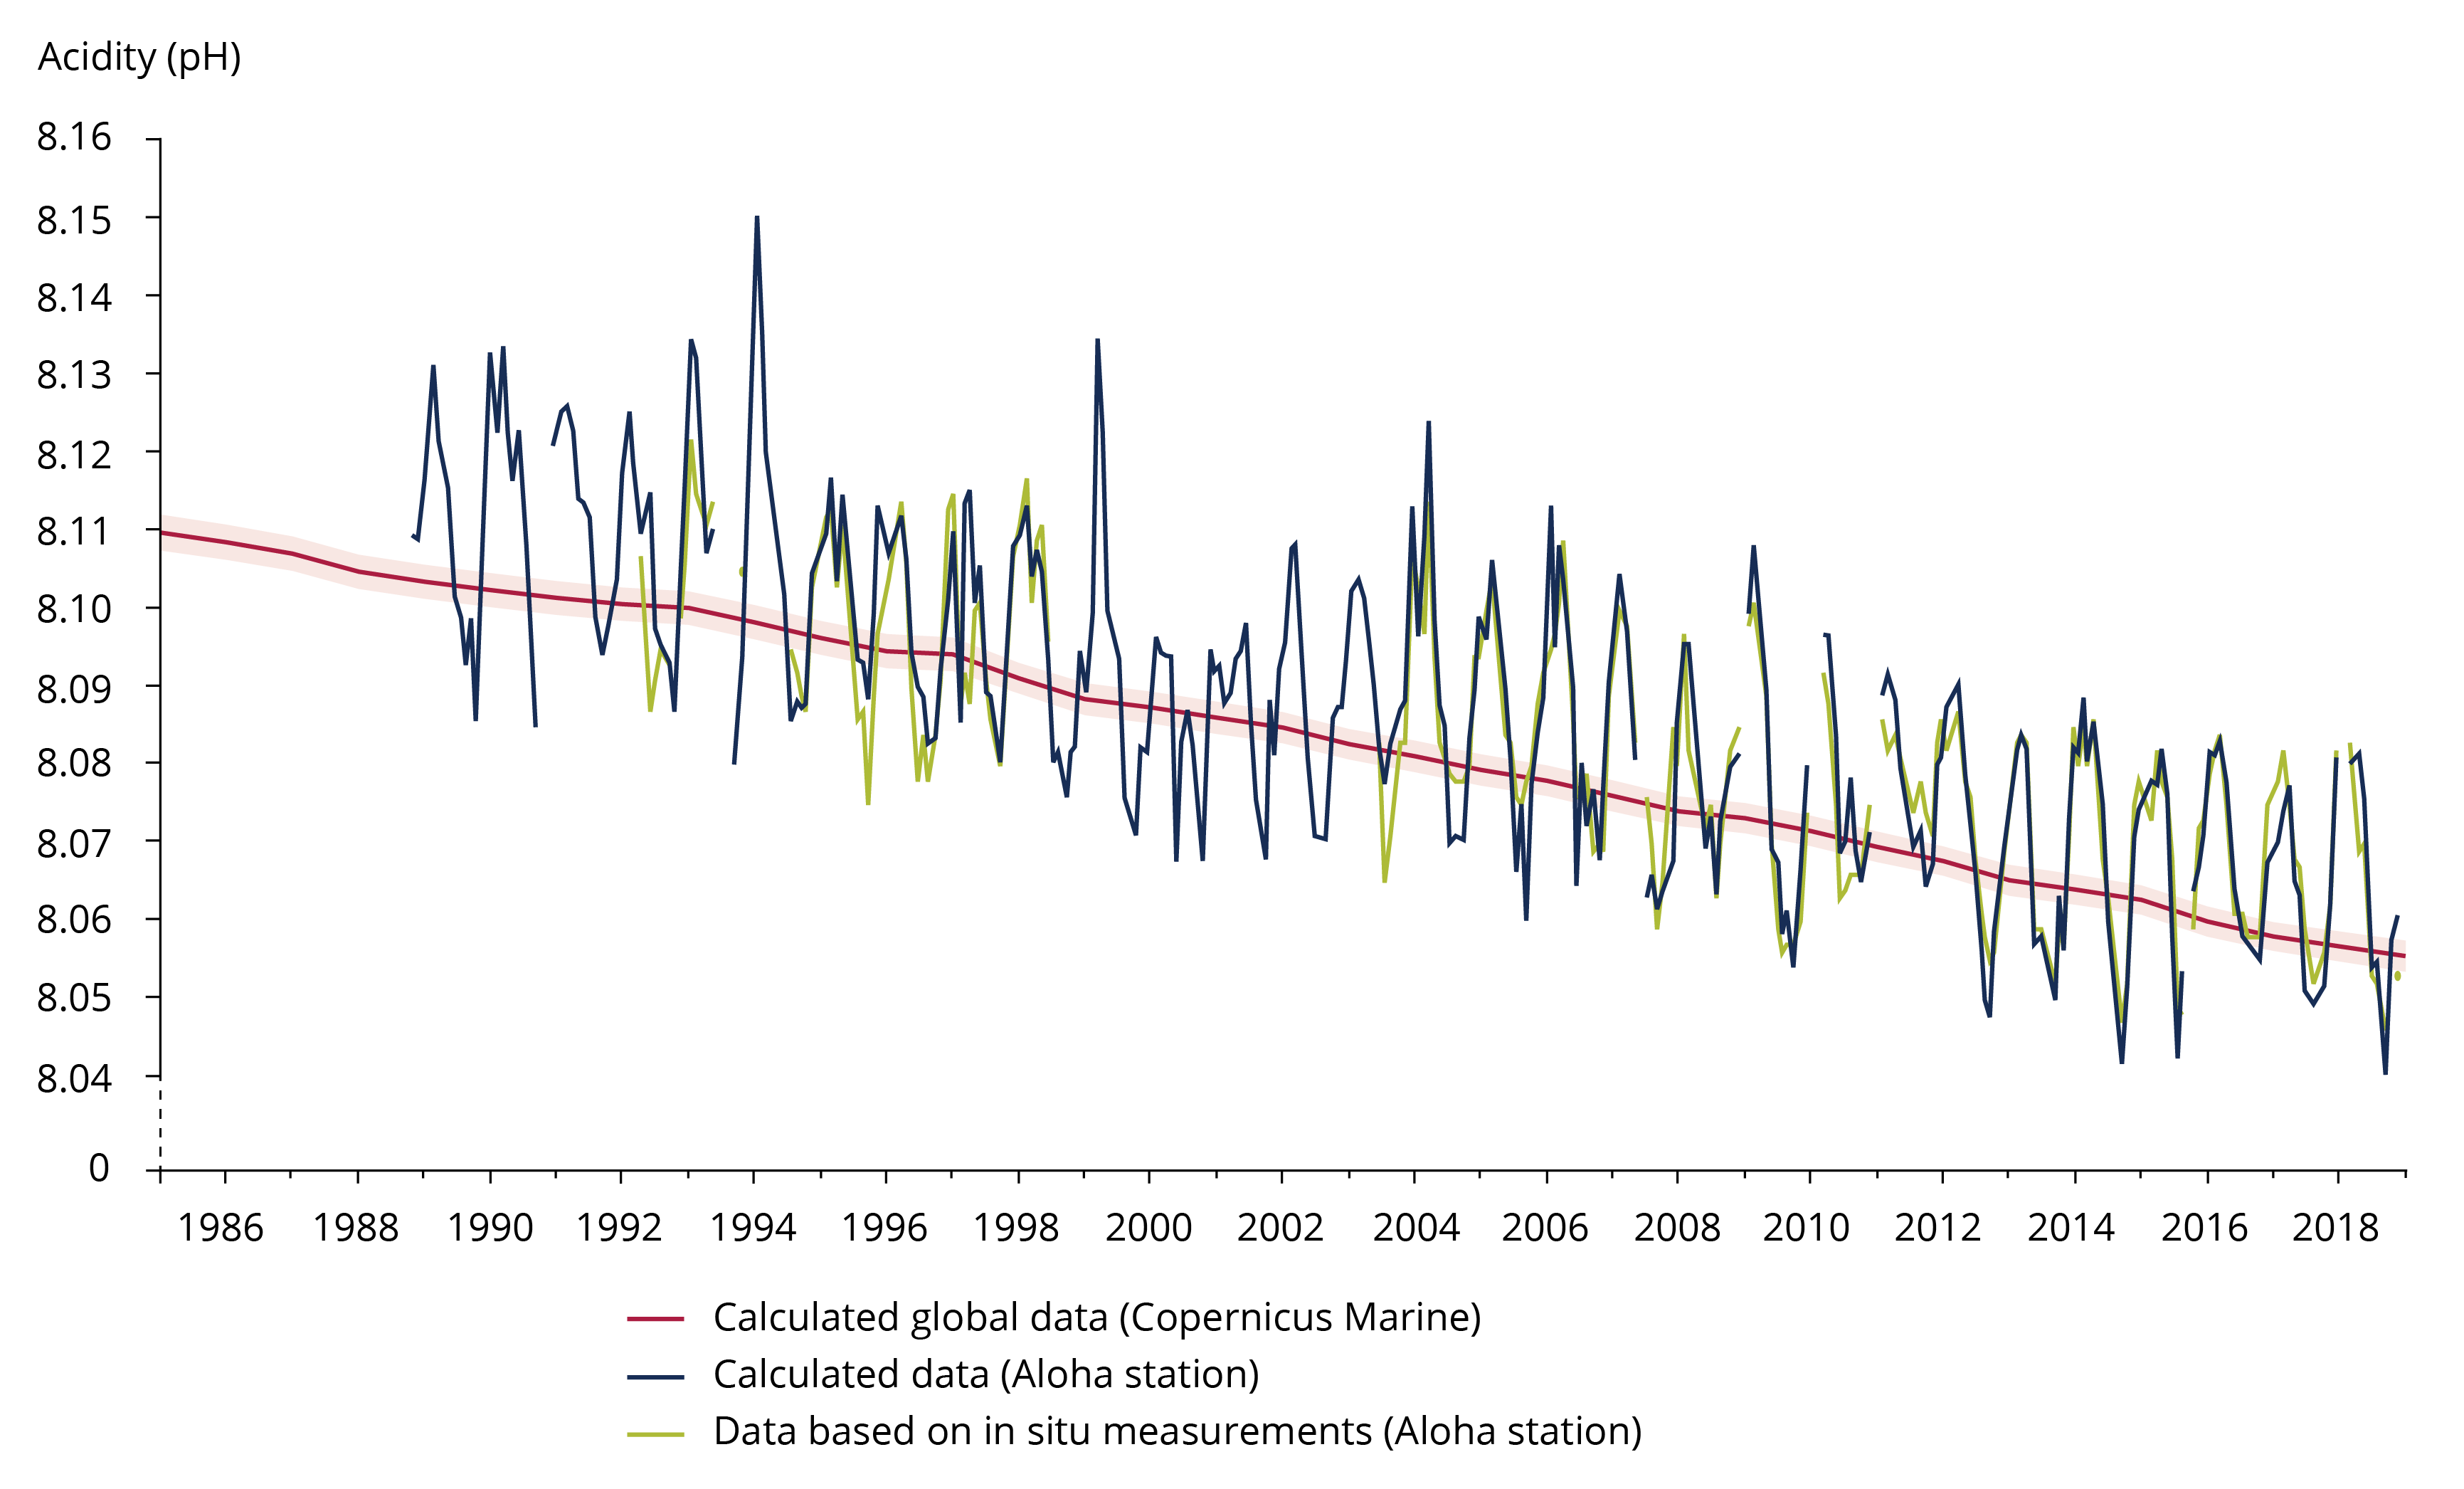 Acidity (pH)
8.16
8.15
8.14
8.13
8.12
8.11
8.10
8.09
8.08
8.07
8.06
8.05
8.04
0
1986 1988 1990 1992 1994 1996 1998 2000 2002 2004 2006 2008 2010 2012 2014 2016 2018
Calculated global data (Copernicus Marine)
Calculated data (Aloha station)
Data based on in situ measurements (Aloha station)